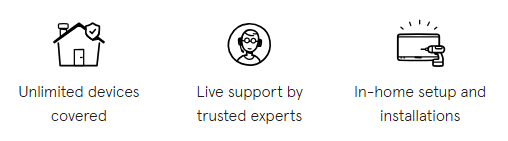 Unlimited devices
covered
Live support by
trusted experts
In-home setup and
installations